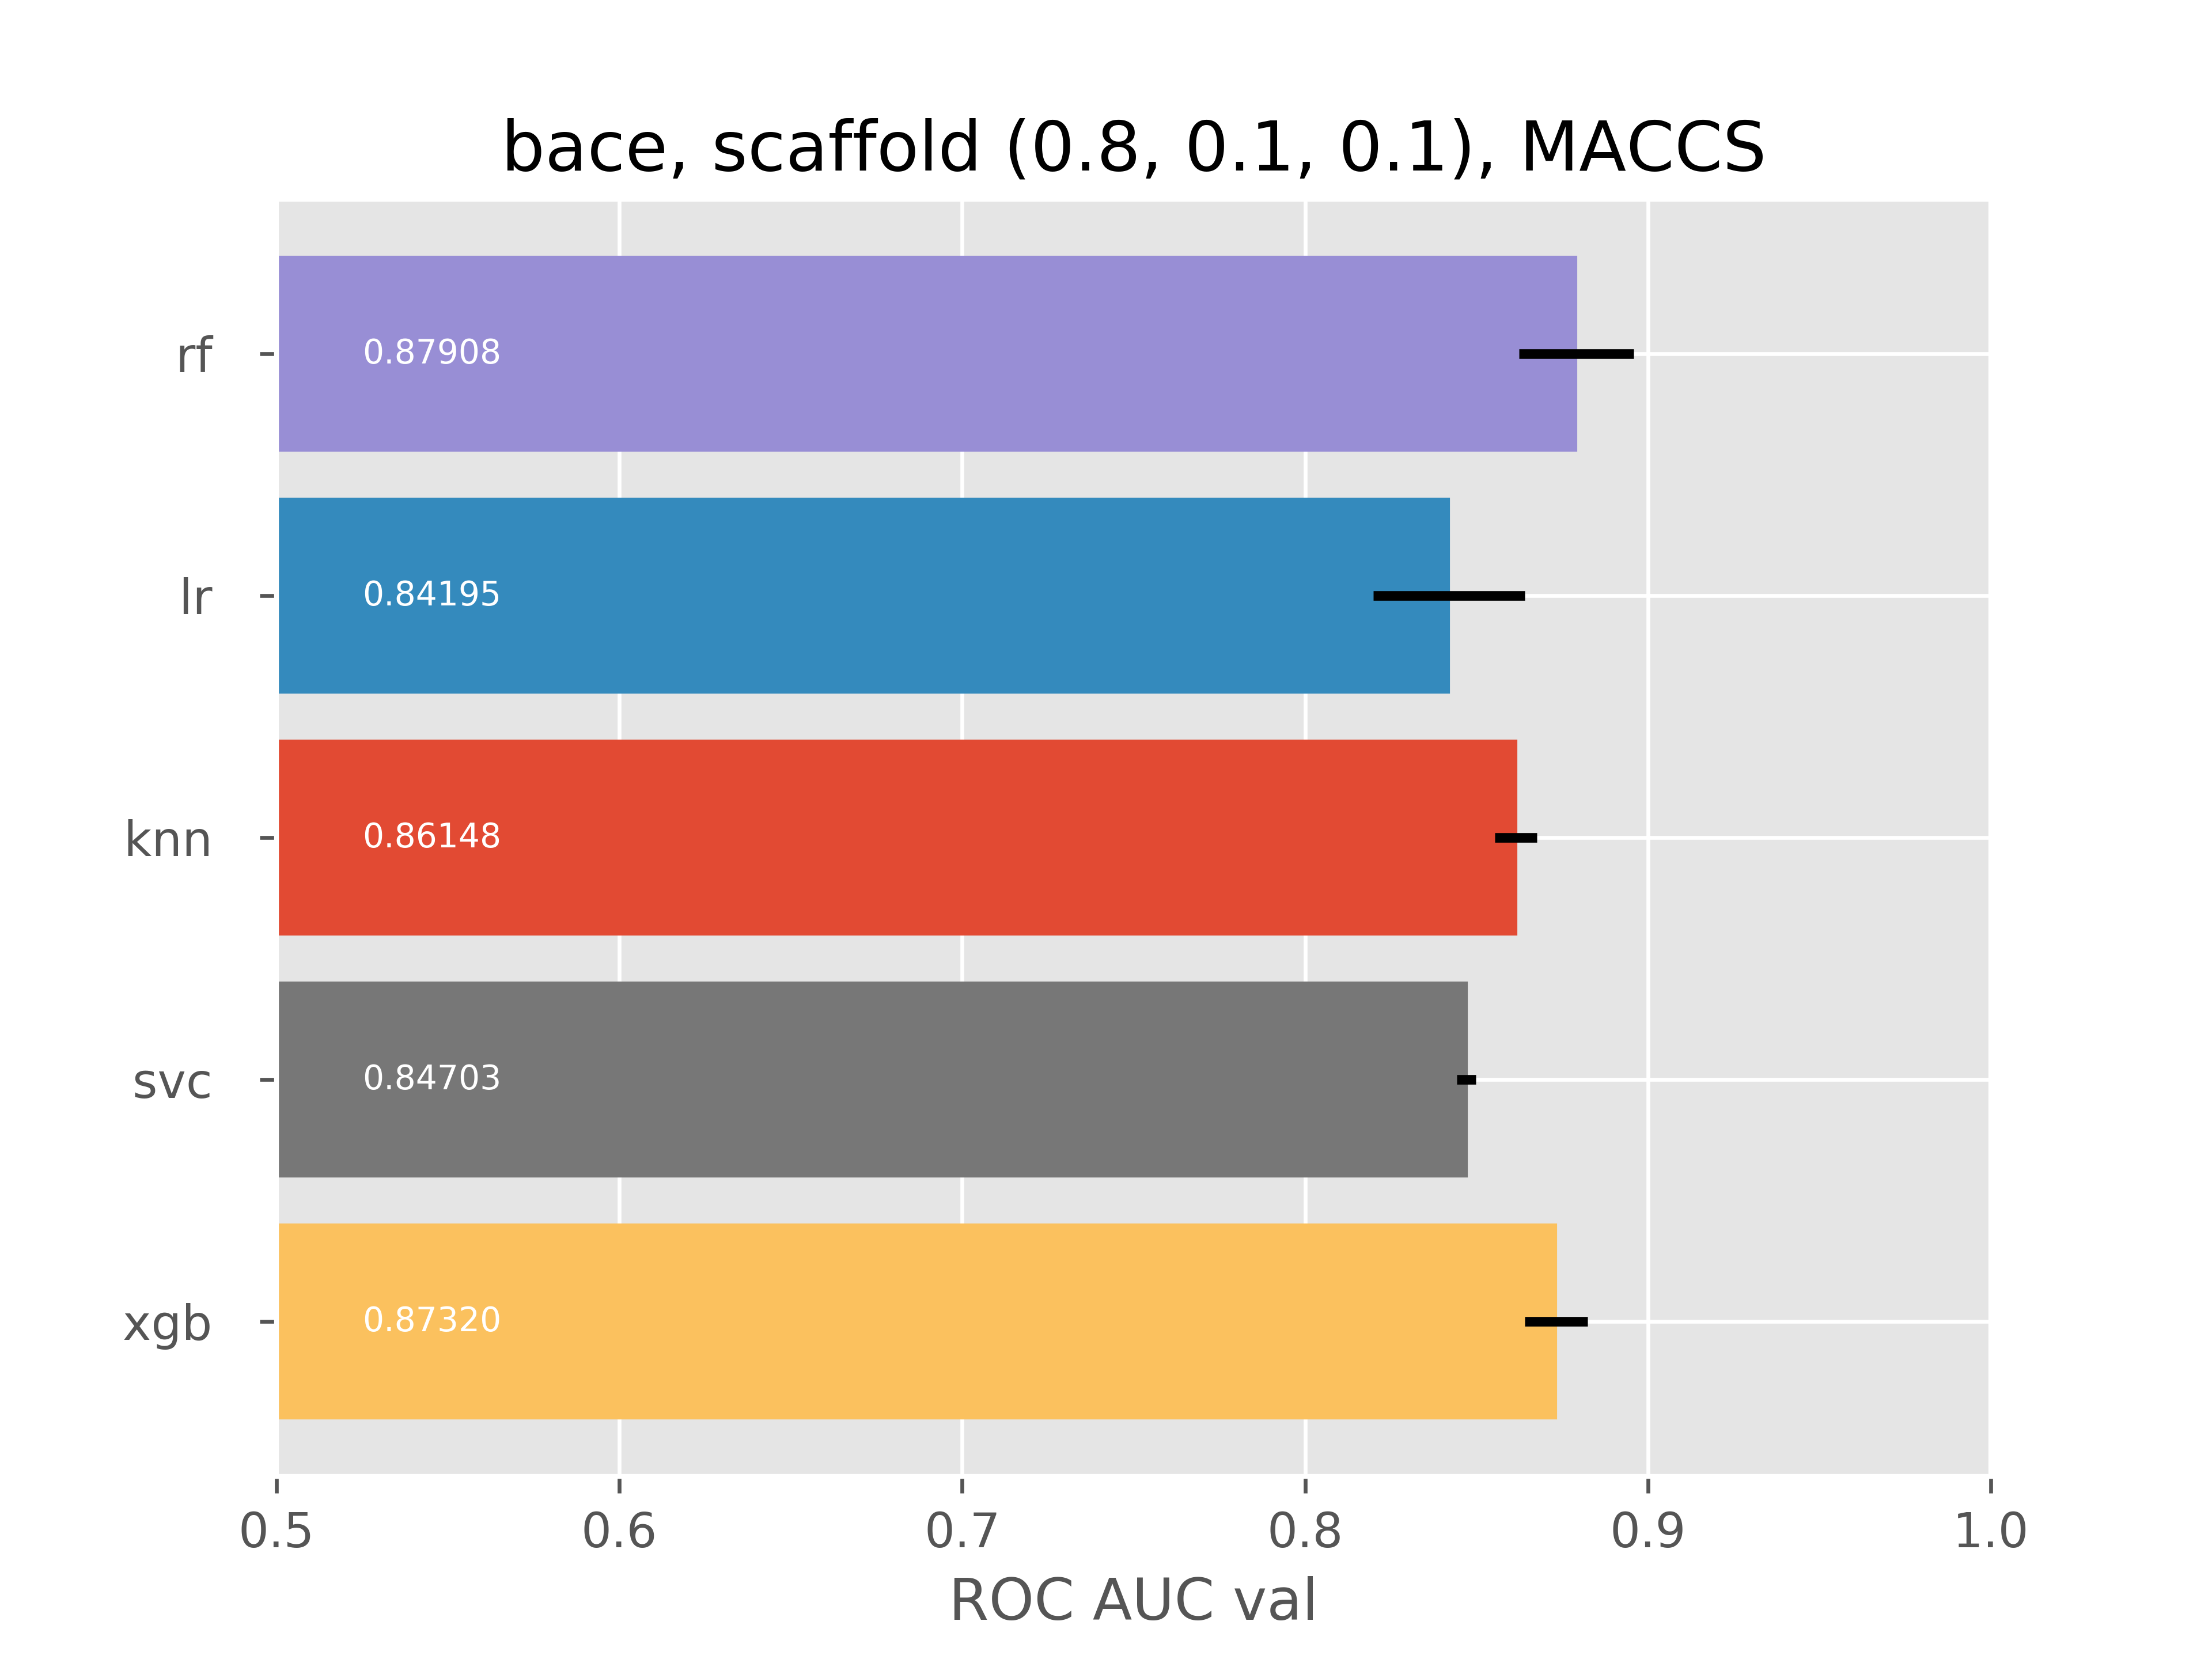 bace, scaffold (0.8, 0.1, 0.1), MACCS
rf
0.87908
lr
0.84195
knn
0.86148
svc
0.84703
xgb
0.87320
0.5 0.6 0.7 0.8 0.9 1.0
ROC AUC val